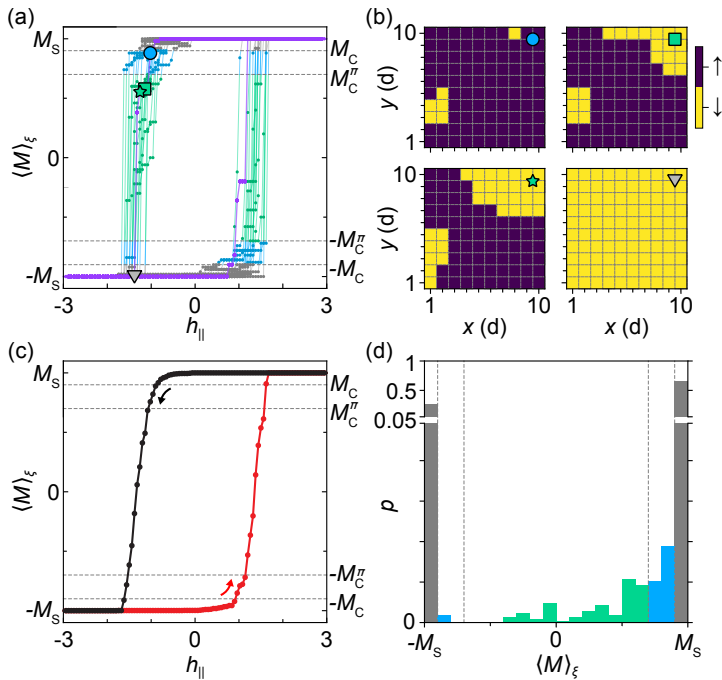 (a)
M_S
0
-M_S
⟨M⟩_ξ
M_C
M_C^π
-M_C^π
-M_C
-3
0
3
h_||
(b)
10
1
y (d)
10
1
y (d)
1
10
1
10
x (d)
x (d)
↑
↓
(c)
M_S
0
-M_S
⟨M⟩_ξ
M_C
M_C^π
-M_C^π
-M_C
-3
0
3
h_||
(d)
1
0.5
0.05
0
p
-M_S
0
M_S
⟨M⟩_ξ